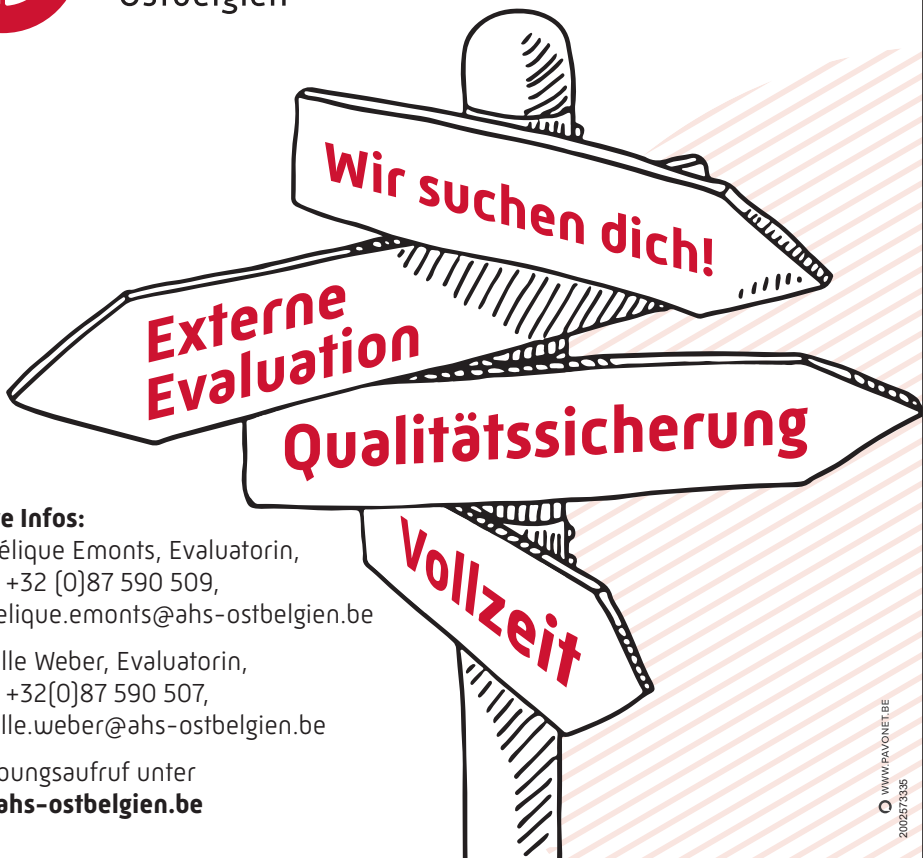 Ostbelgien
Wir suchen dich!
Externe
Evaluation
Qualitätssicherung
Vollzeit
e Infos:
élique Emonts, Evaluatorin,
+32 (0)87 590 509,
elique.emonts@ahs-ostbelgien.be
lle Weber, Evaluatorin,
+32(0)87 590 507,
lle.weber@ahs-ostbelgien.be
bungsaufruf unter
ahs-ostbelgien.be
WWW.PAVONET.BE
2002573335